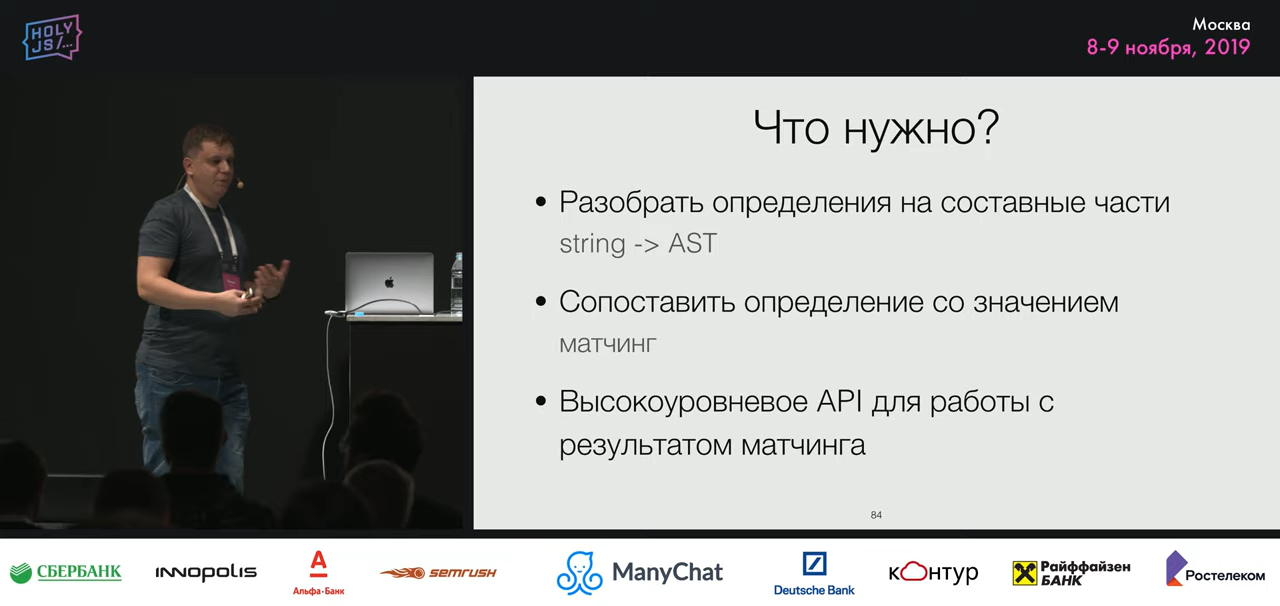 HOLY
JS/...
Москва
8-9 ноября, 2019
Что нужно?
• Разобрать определения на составные части
string -> AST
• Сопоставить определение со значением
матчинг
• Высокоуровневое API для работы с
результатом матчинга
84
СБЕРБАНК
INNOPOLIS
А
Альфа·Банк
semrush
ManyChat
Deutsche Bank
контур
Райффайзен
БАНК
Ростелеком